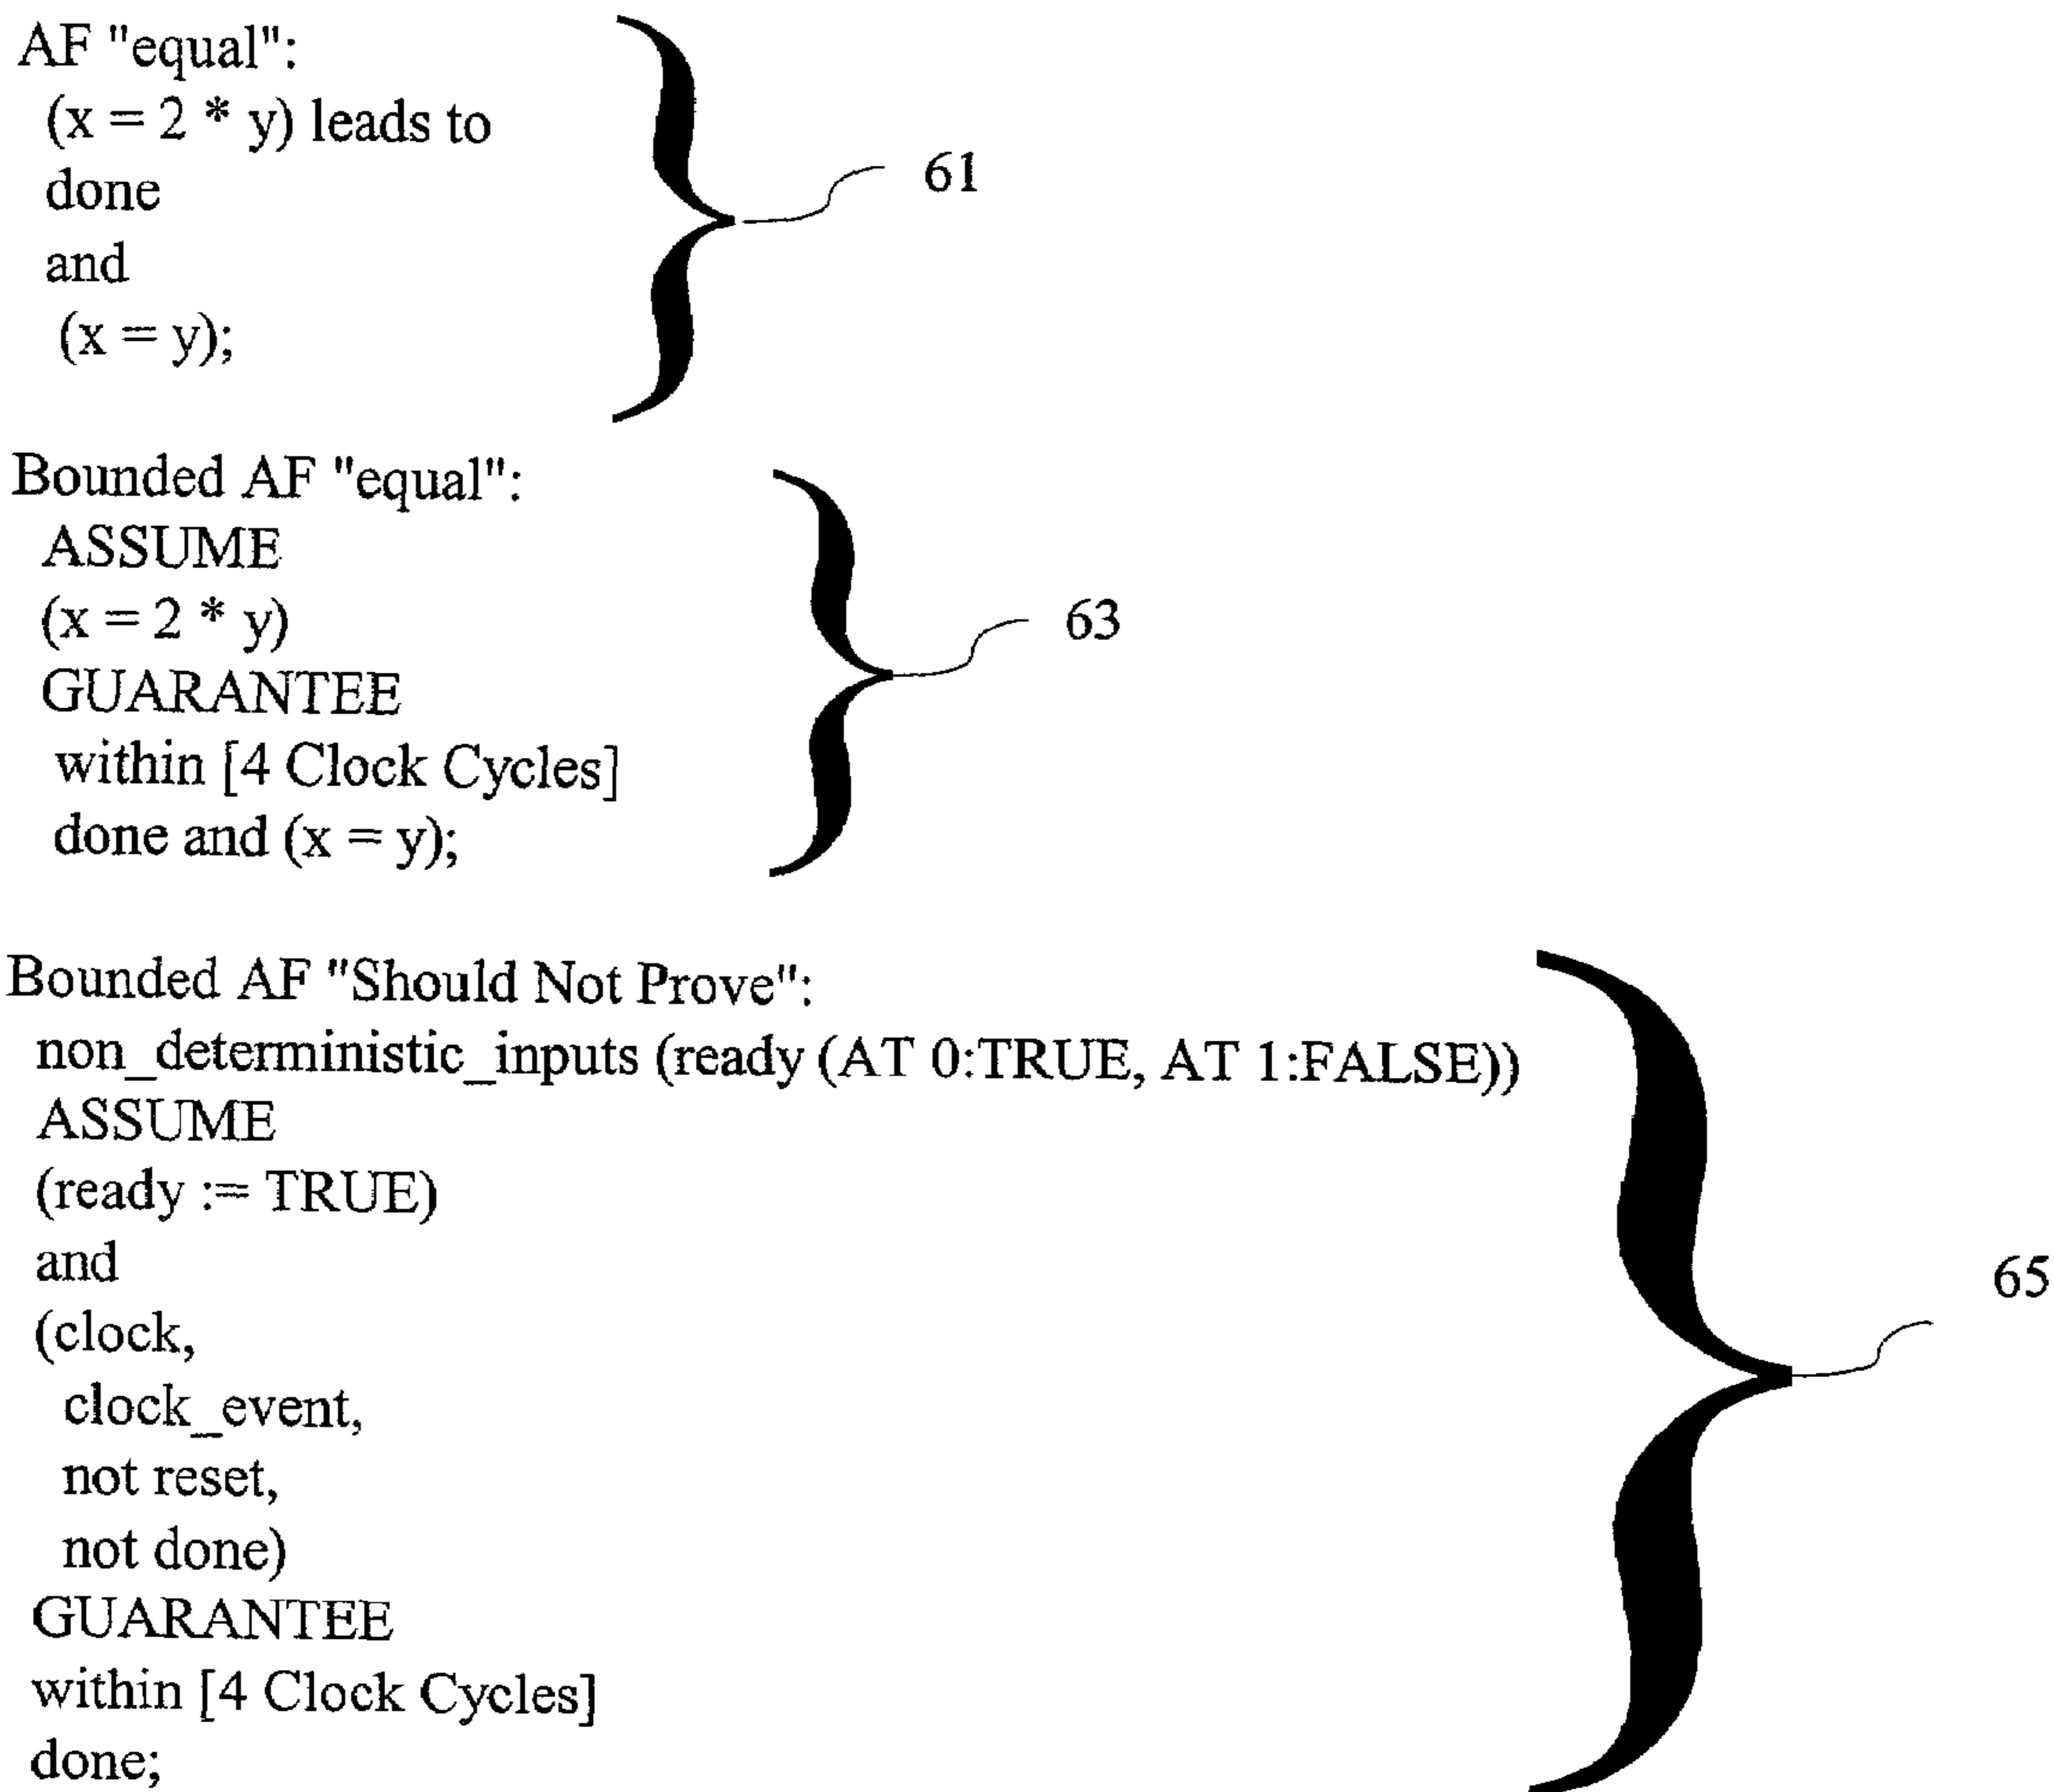 AF "equal":
(x = 2 * y) leads to
done
and
(x = y);
61
Bounded AF "equal":
ASSUME
(x = 2 * y)
GUARANTEE
within [4 Clock Cycles]
done and (x = y);
63
Bounded AF "Should Not Prove":
non_deterministic_inputs (ready (AT 0:TRUE, AT 1:FALSE))
ASSUME
(ready := TRUE)
and
(clock,
clock_event,
not reset,
not done)
GUARANTEE
within [4 Clock Cycles]
done;
65